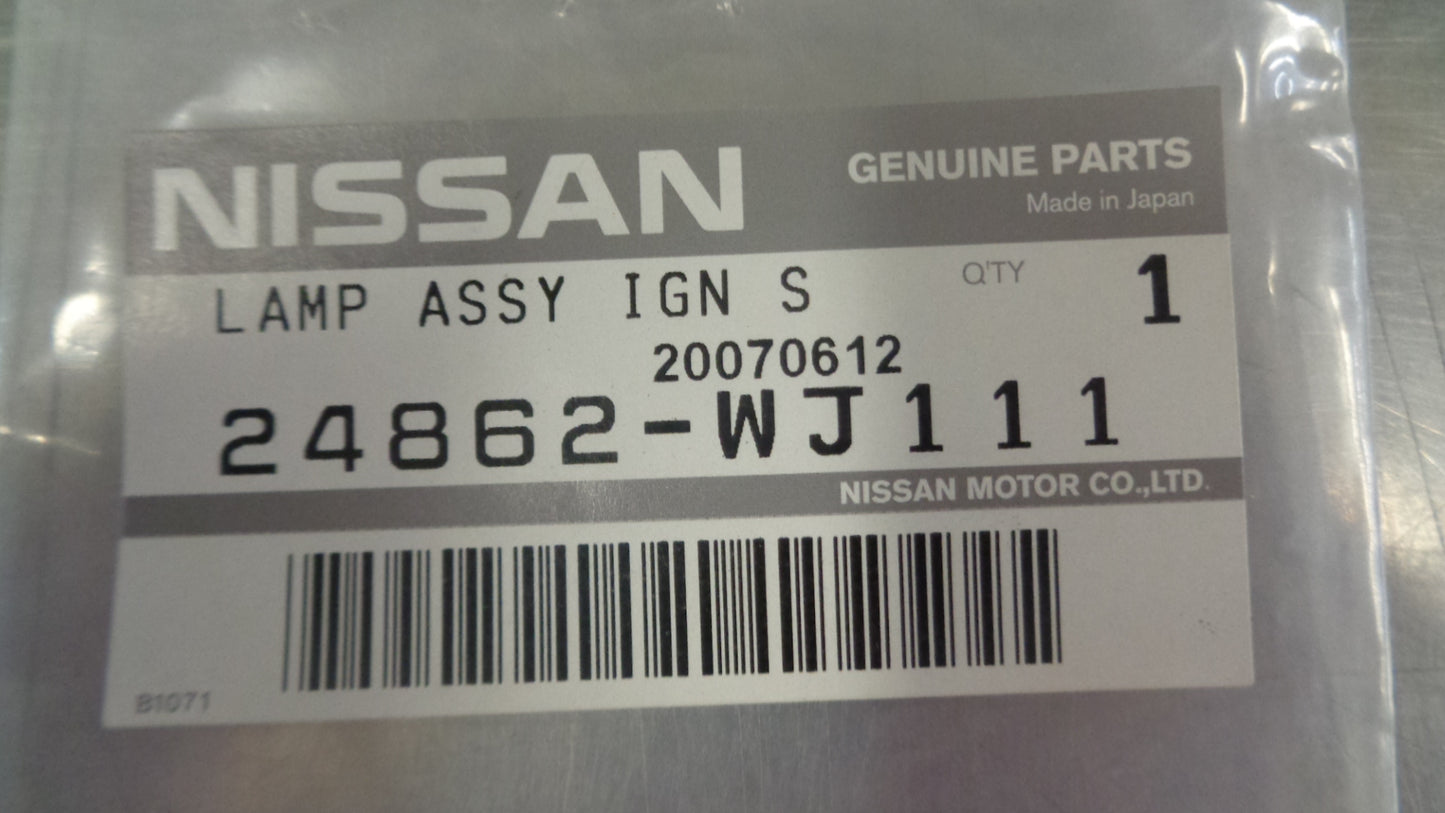 NISSAN
GENUINE PARTS
Made in Japan
LAMP ASSY IGN S
Q'TY 1
20070612
24862-WJ111
NISSAN MOTOR CO.,LTD.
B1071